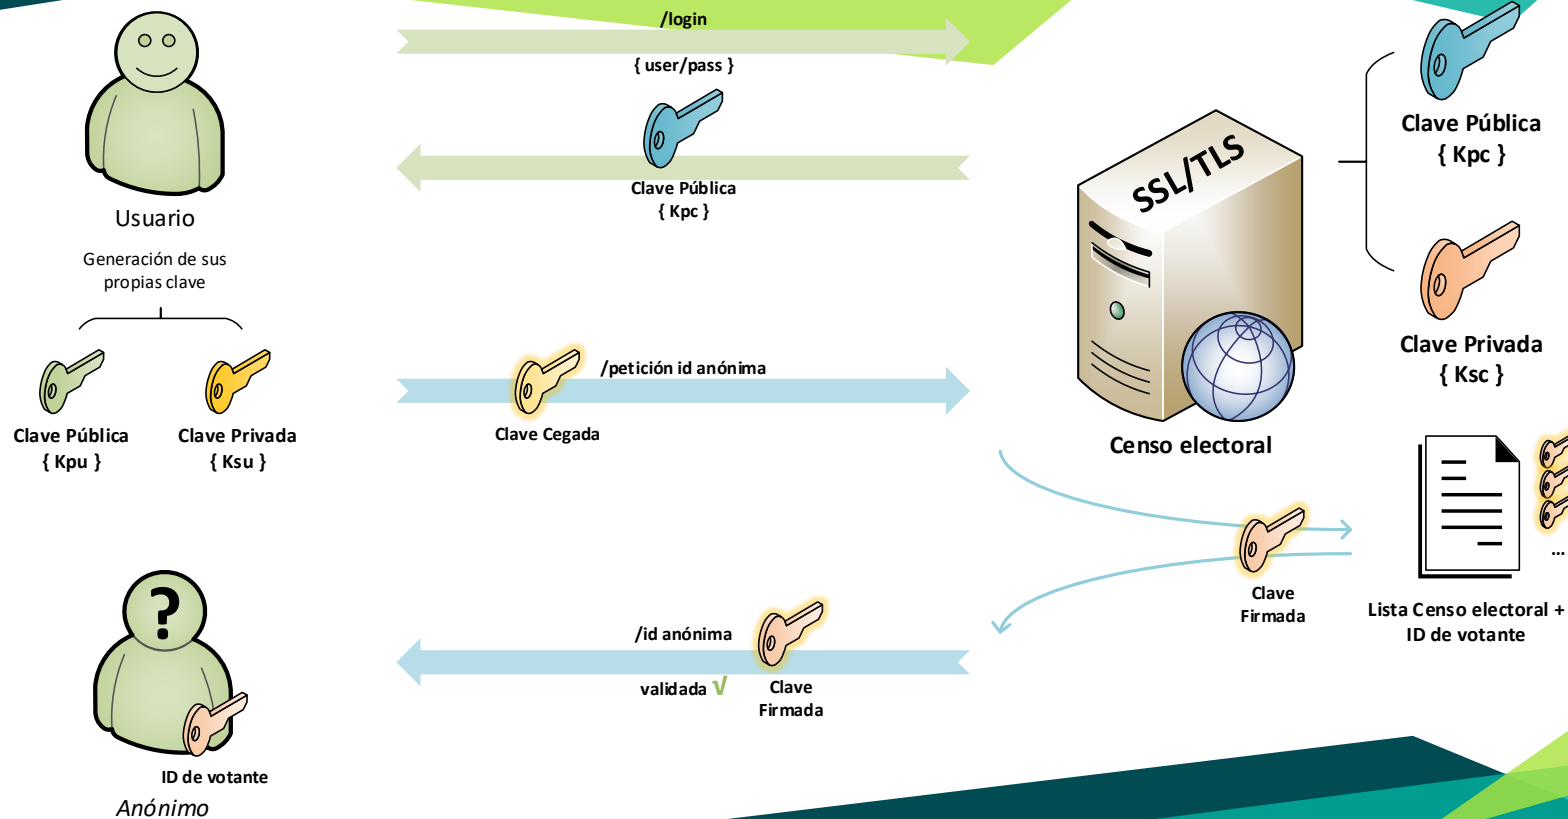 /login
{ user/pass }
Clave Pública
{ Kpc }
Usuario
Generación de sus
propias clave
Clave Pública
{ Kpu }
Clave Privada
{ Ksu }
SSL/TLS
Censo electoral
Clave Pública
{ Kpc }
Clave Privada
{ Ksc }
/petición id anónima
Clave Cegada
Clave
Firmada
...
Lista Censo electoral +
ID de votante
/id anónima
validada √
Clave
Firmada
?
ID de votante
Anónimo